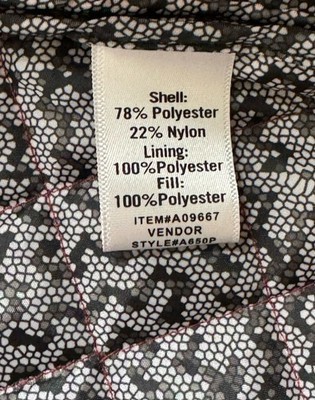 Shell:
78% Polyester
22% Nylon
Lining:
100%Polyester
Fill:
100%Polyester
ITEM#A09667
VENDOR
STYLE#A650P